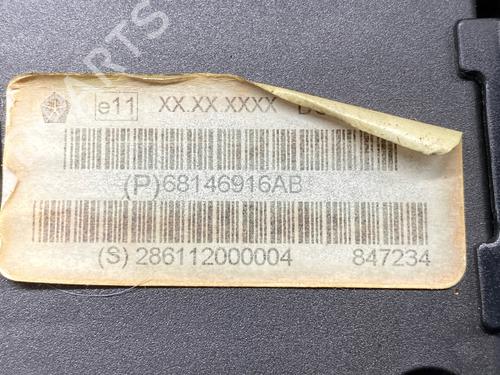 e11 XX.XX.XXXX
(P)68146916AB
(S) 286112000004 847234